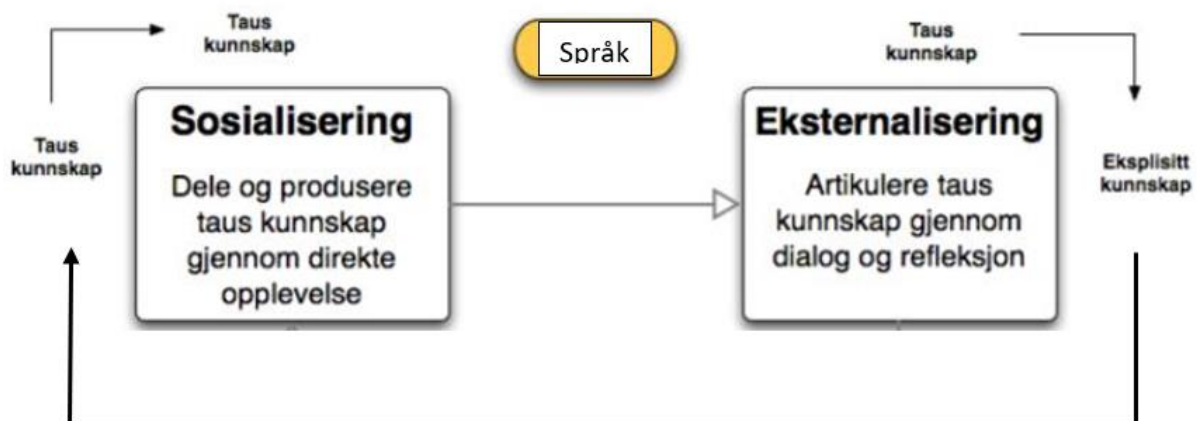 Taus
kunnskap
Taus
kunnskap
Sosialisering
Dele og produsere
taus kunnskap
gjennom direkte
opplevelse
Språk
Taus
kunnskap
Eksplisitt
kunnskap
Eksternalisering
Artikulere taus
kunnskap gjennom
dialog og refleksjon